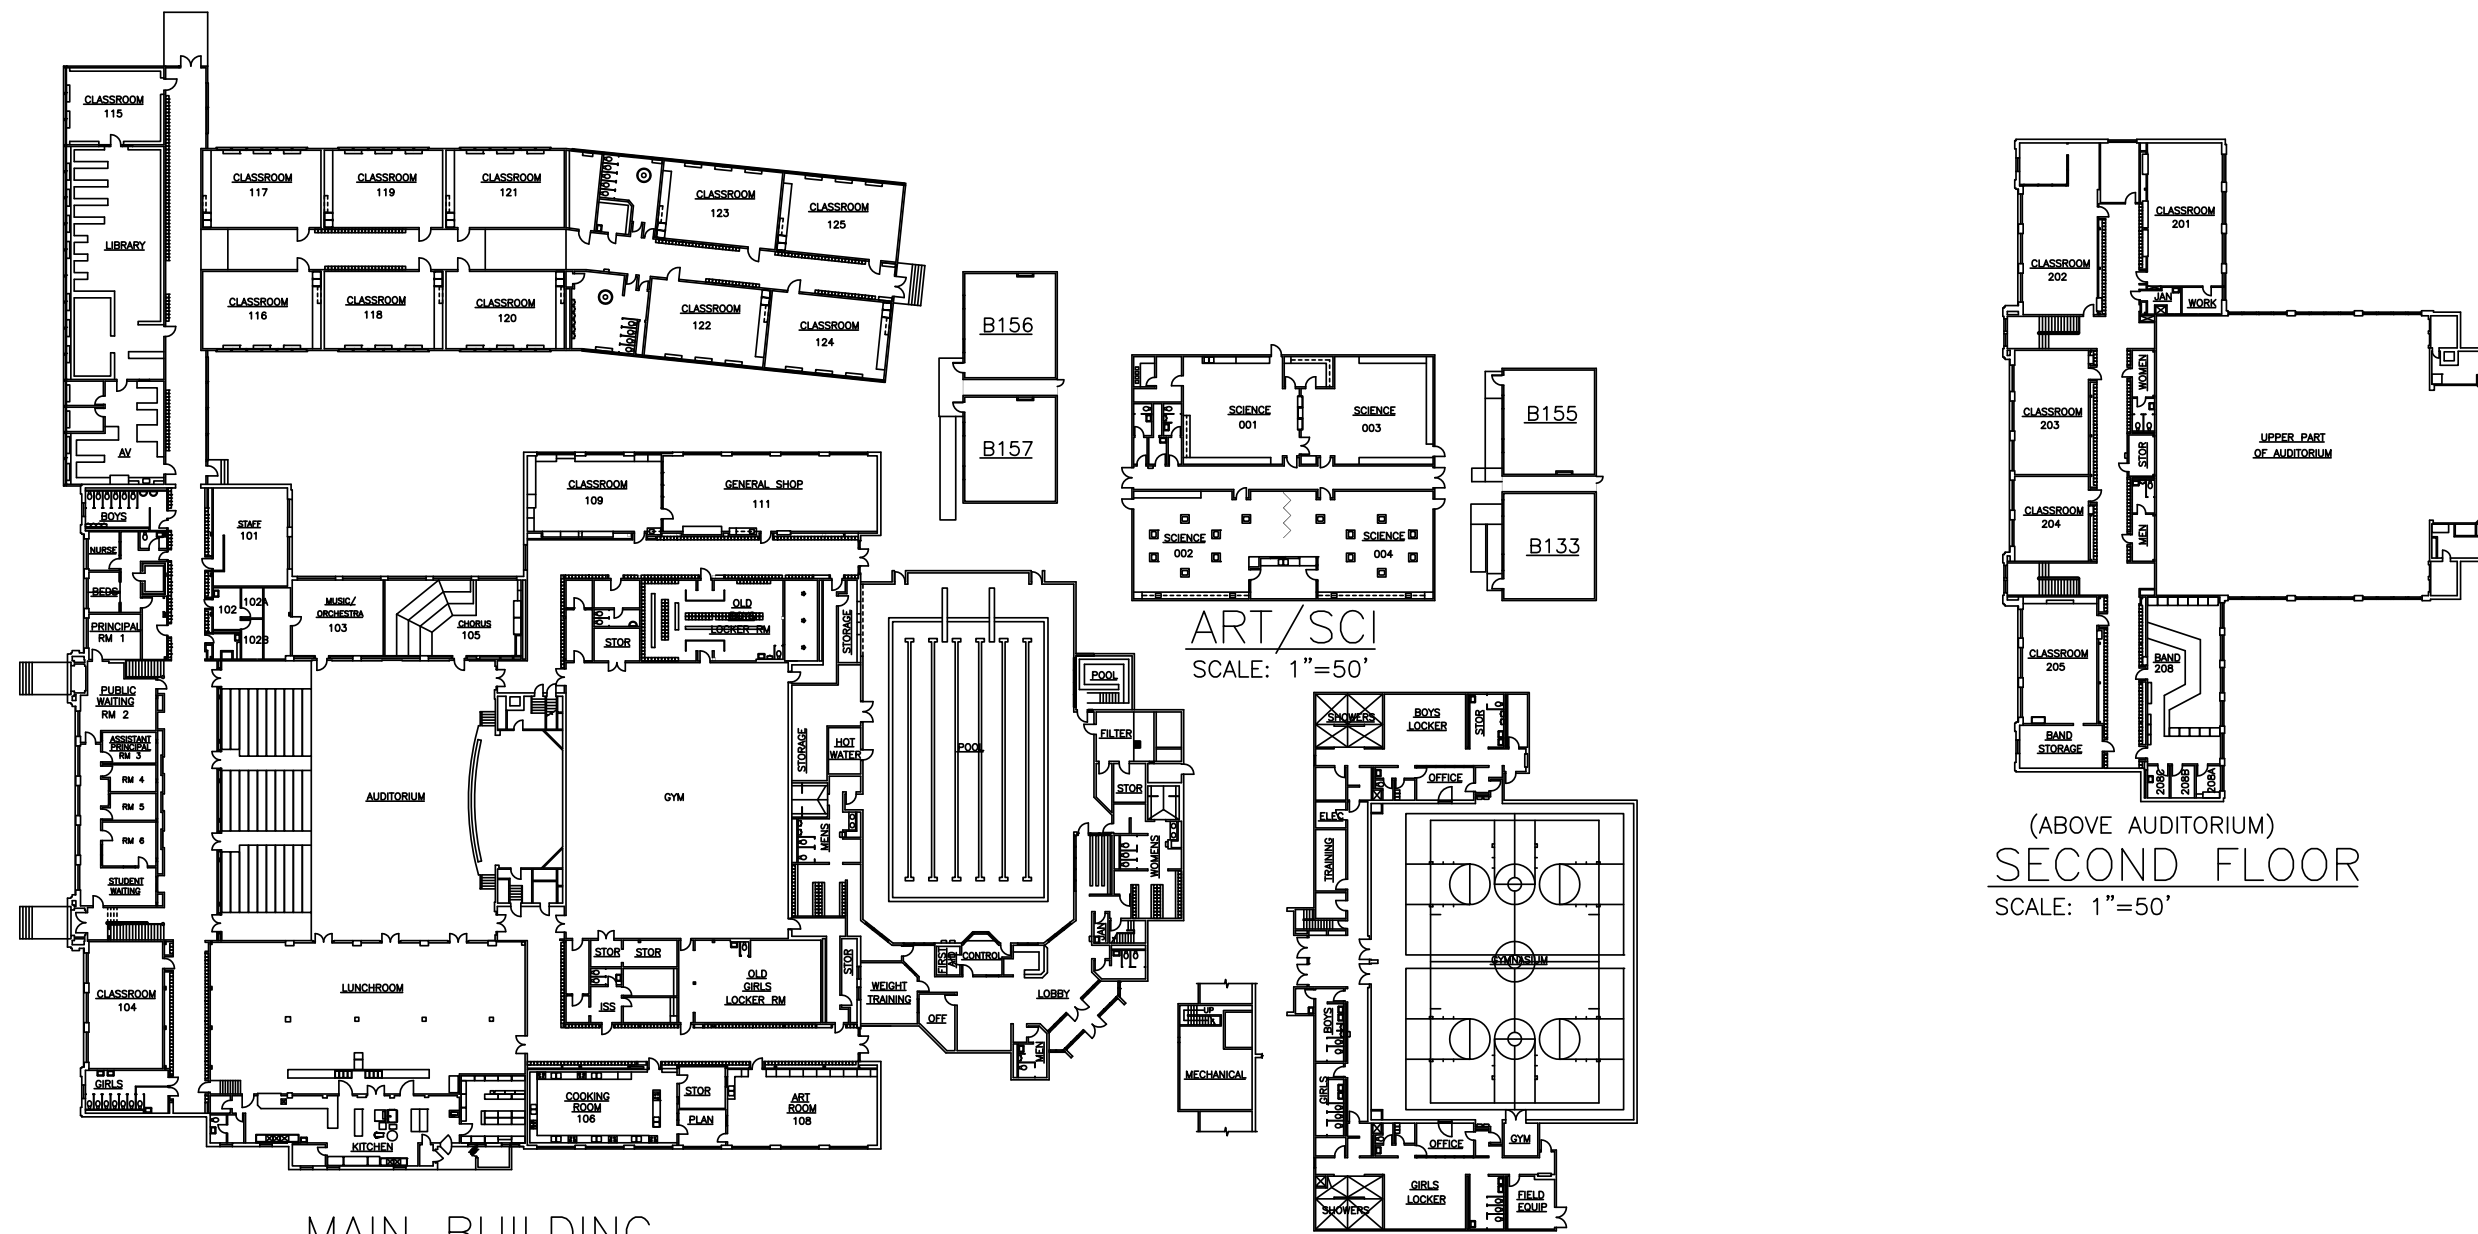 CLASSROOM
115
LIBRARY
AV
CLASSROOM
117
CLASSROOM
119
CLASSROOM
121
CLASSROOM
123
CLASSROOM
125
CLASSROOM
116
CLASSROOM
118
CLASSROOM
120
CLASSROOM
122
CLASSROOM
124
B156
B157
BOYS
NURSE
BEDS
PRINCIPAL
RM 1
STAFF
101
102
102A
102B
MUSIC/
ORCHESTRA
103
CHORUS
105
CLASSROOM
109
GENERAL SHOP
111
STOR
OLD
LOCKER RM
STORAGE
PUBLIC
WAITING
RM 2
ASSISTANT
PRINCIPAL
RM 3
RM 4
RM 5
RM 6
STUDENT
WAITING
AUDITORIUM
GYM
STORAGE
HOT
WATER
MENS
POOL
POOL
FILTER
STOR
WOMENS
JAN
CLASSROOM
104
GIRLS
LUNCHROOM
KITCHEN
STOR
STOR
ISS
OLD
GIRLS
LOCKER RM
STOR
WEIGHT
TRAINING
OFF
FIRST
AID
CONTROL
LOBBY
MEN
COOKING
ROOM
106
STOR
PLAN
ART
ROOM
108
MAIN BUILDING
SCIENCE
001
SCIENCE
003
SCIENCE
002
SCIENCE
004
ART/SCI
SCALE: 1"=50'
B155
B133
SHOWERS
BOYS
LOCKER
STOR
OFFICE
ELEC
TRAINING
GYMNASIUM
BOYS
GIRLS
OFFICE
GYM
SHOWERS
GIRLS
LOCKER
FIELD
EQUIP
UP
MECHANICAL
CLASSROOM
201
CLASSROOM
202
JAN
WORK
CLASSROOM
203
WOMEN
STOR
CLASSROOM
204
MEN
UPPER PART
OF AUDITORIUM
CLASSROOM
205
BAND
208
BAND
STORAGE
208C
208B
208A
(ABOVE AUDITORIUM)
SECOND FLOOR
SCALE: 1"=50'